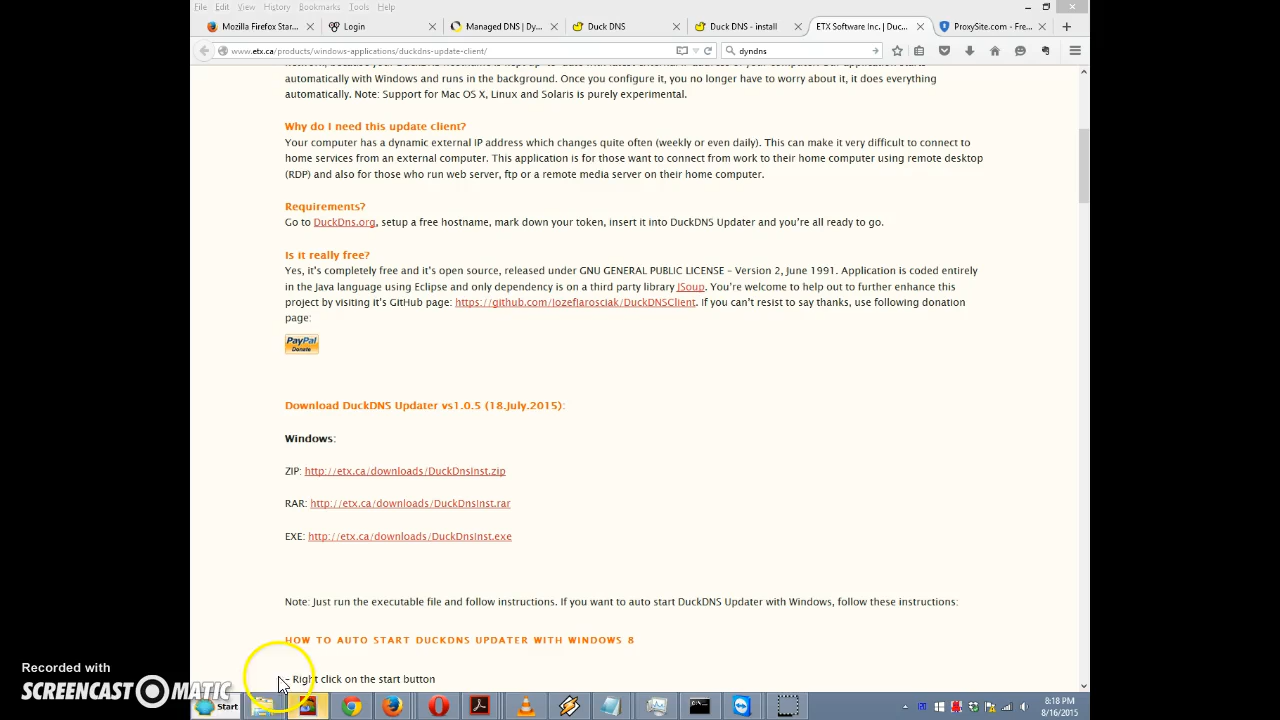 File Edit View History Bookmarks Tools Help
Mozilla Firefox Star... Login Managed DNS | Dy... Duck DNS Duck DNS - install ETX Software Inc. | Duc... ProxySite.com - Fre...
www.etx.ca/products/windows-applications/duckdns-update-client/ dyndns
automatically with Windows and runs in the background. Once you configure it, you no longer have to worry about it, it does everything
automatically. Note: Support for Mac OS X, Linux and Solaris is purely experimental.
Why do I need this update client?
Your computer has a dynamic external IP address which changes quite often (weekly or even daily). This can make it very difficult to connect to
home services from an external computer. This application is for those want to connect from work to their home computer using remote desktop
(RDP) and also for those who run web server, ftp or a remote media server on their home computer.
Requirements?
Go to DuckDns.org, setup a free hostname, mark down your token, insert it into DuckDNS Updater and you're all ready to go.
Is it really free?
Yes, it's completely free and it's open source, released under GNU GENERAL PUBLIC LICENSE – Version 2, June 1991. Application is coded entirely
in the Java language using Eclipse and only dependency is on a third party library JSoup. You're welcome to help out to further enhance this
project by visiting it's GitHub page: https://github.com/JozefJarosciak/DuckDNSClient. If you can't resist to say thanks, use following donation
page:
PayPal
Donate
Download DuckDNS Updater vs1.0.5 (18.July.2015):
Windows:
ZIP: http://etx.ca/downloads/DuckDnsInst.zip
RAR: http://etx.ca/downloads/DuckDnsInst.rar
EXE: http://etx.ca/downloads/DuckDnsInst.exe
Note: Just run the executable file and follow instructions. If you want to auto start DuckDNS Updater with Windows, follow these instructions:
HOW TO AUTO START DUCKDNS UPDATER WITH WINDOWS 8
– Right click on the start button
Recorded with
SCREENCAST MATIC
Start
8:18 PM
8/16/2015